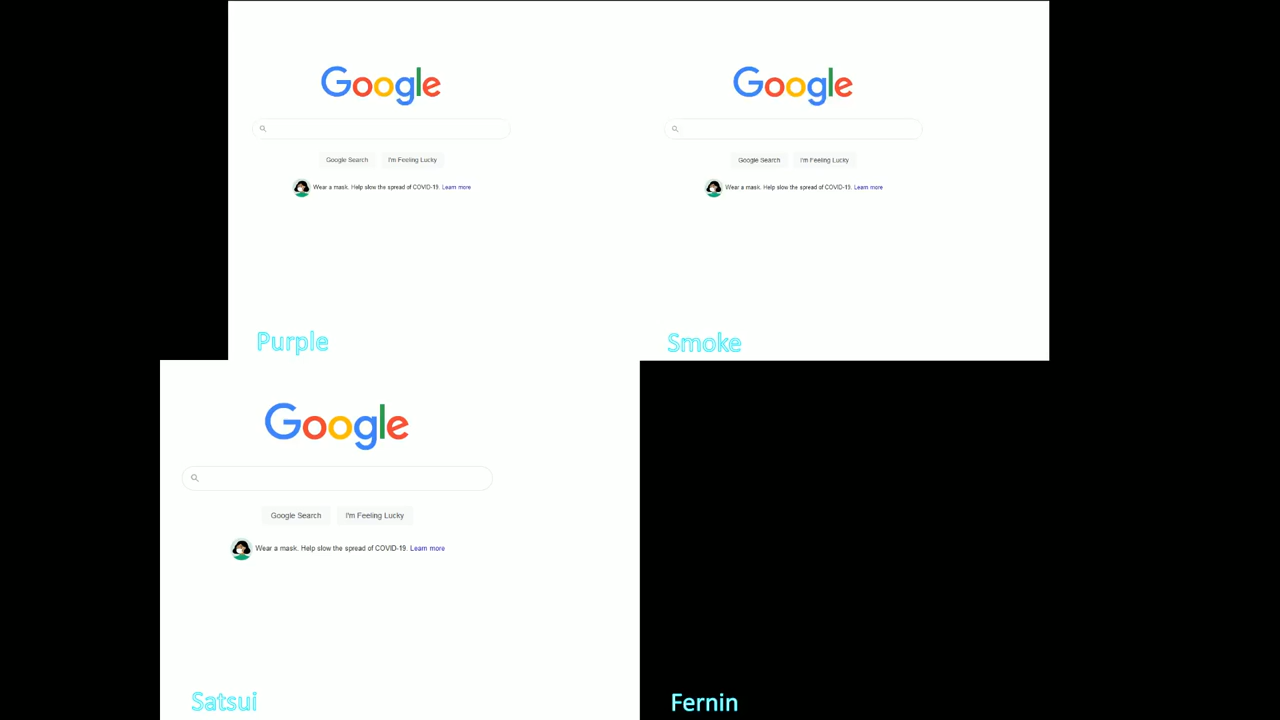 Google
Google Search I'm Feeling Lucky
Wear a mask. Help slow the spread of COVID-19. Learn more
Purple
Google
Google Search I'm Feeling Lucky
Wear a mask. Help slow the spread of COVID-19. Learn more
Smoke
Google
Google Search I'm Feeling Lucky
Wear a mask. Help slow the spread of COVID-19. Learn more
Satsui
Fernin